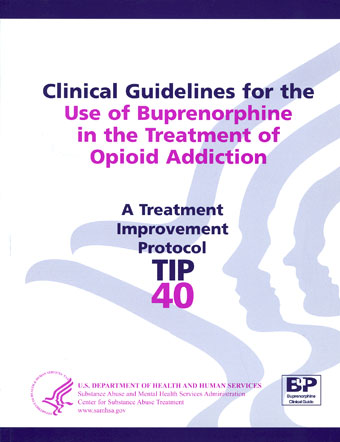 Clinical Guidelines for the
Use of Buprenorphine
in the Treatment of
Opioid Addiction
A Treatment
Improvement
Protocol
TIP
40
U.S. DEPARTMENT OF HEALTH AND HUMAN SERVICES
Substance Abuse and Mental Health Services Administration
Center for Substance Abuse Treatment
www.samhsa.gov
BP
Buprenorphine
Clinical Guide